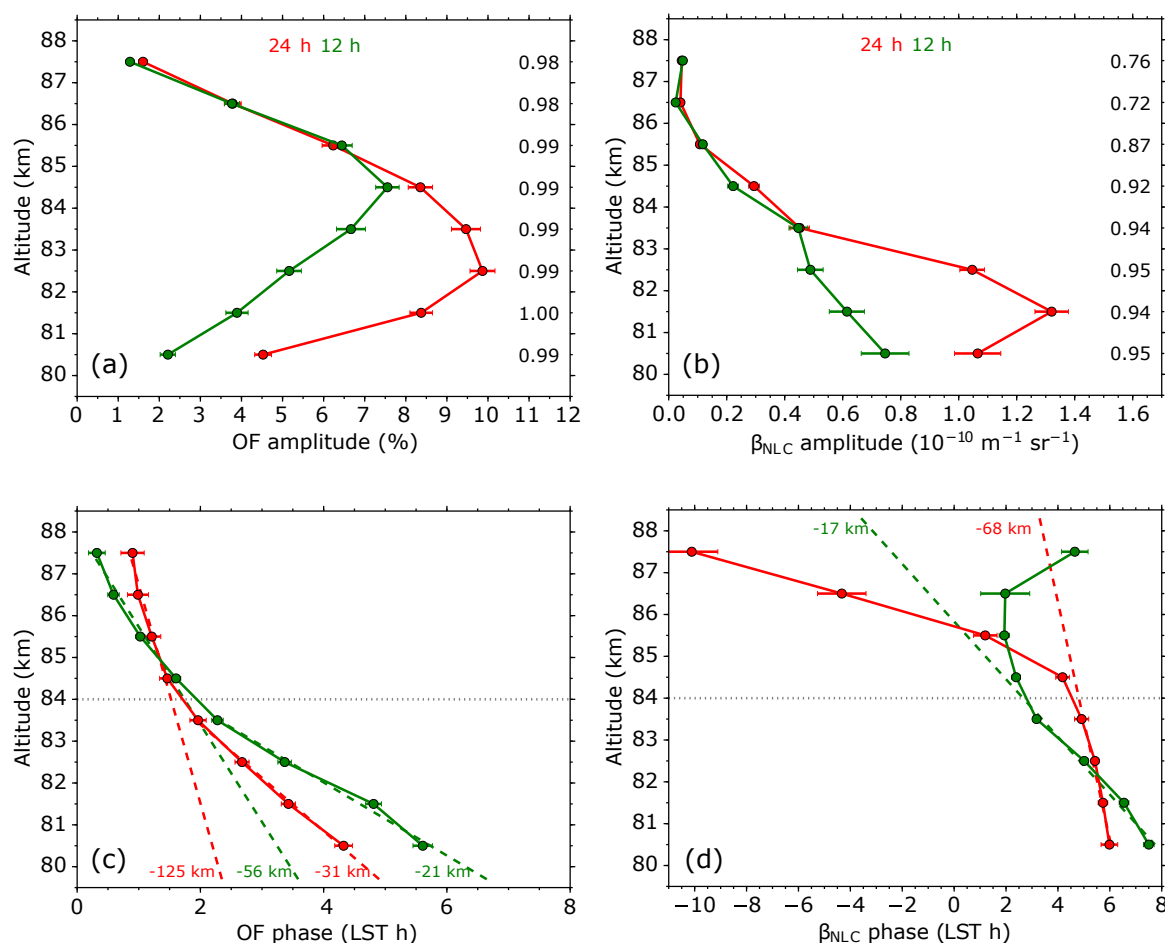 88
87
86
85
84
83
82
81
80
Altitude (km)
24 h 12 h
0.98
0.98
0.99
0.99
0.99
0.99
1.00
0.99
(a)
0 1 2 3 4 5 6 7 8 9 10 11 12
OF amplitude (%)
88
87
86
85
84
83
82
81
80
Altitude (km)
24 h 12 h
0.76
0.72
0.87
0.92
0.94
0.95
0.94
0.95
(b)
0.0 0.2 0.4 0.6 0.8 1.0 1.2 1.4 1.6
βNLC amplitude (10⁻¹⁰ m⁻¹ sr⁻¹)
88
87
86
85
84
83
82
81
80
Altitude (km)
(c)
-125 km -56 km -31 km -21 km
0 2 4 6 8
OF phase (LST h)
88
87
86
85
84
83
82
81
80
Altitude (km)
-17 km -68 km
(d)
−10 −8 −6 −4 −2 0 2 4 6 8
βNLC phase (LST h)